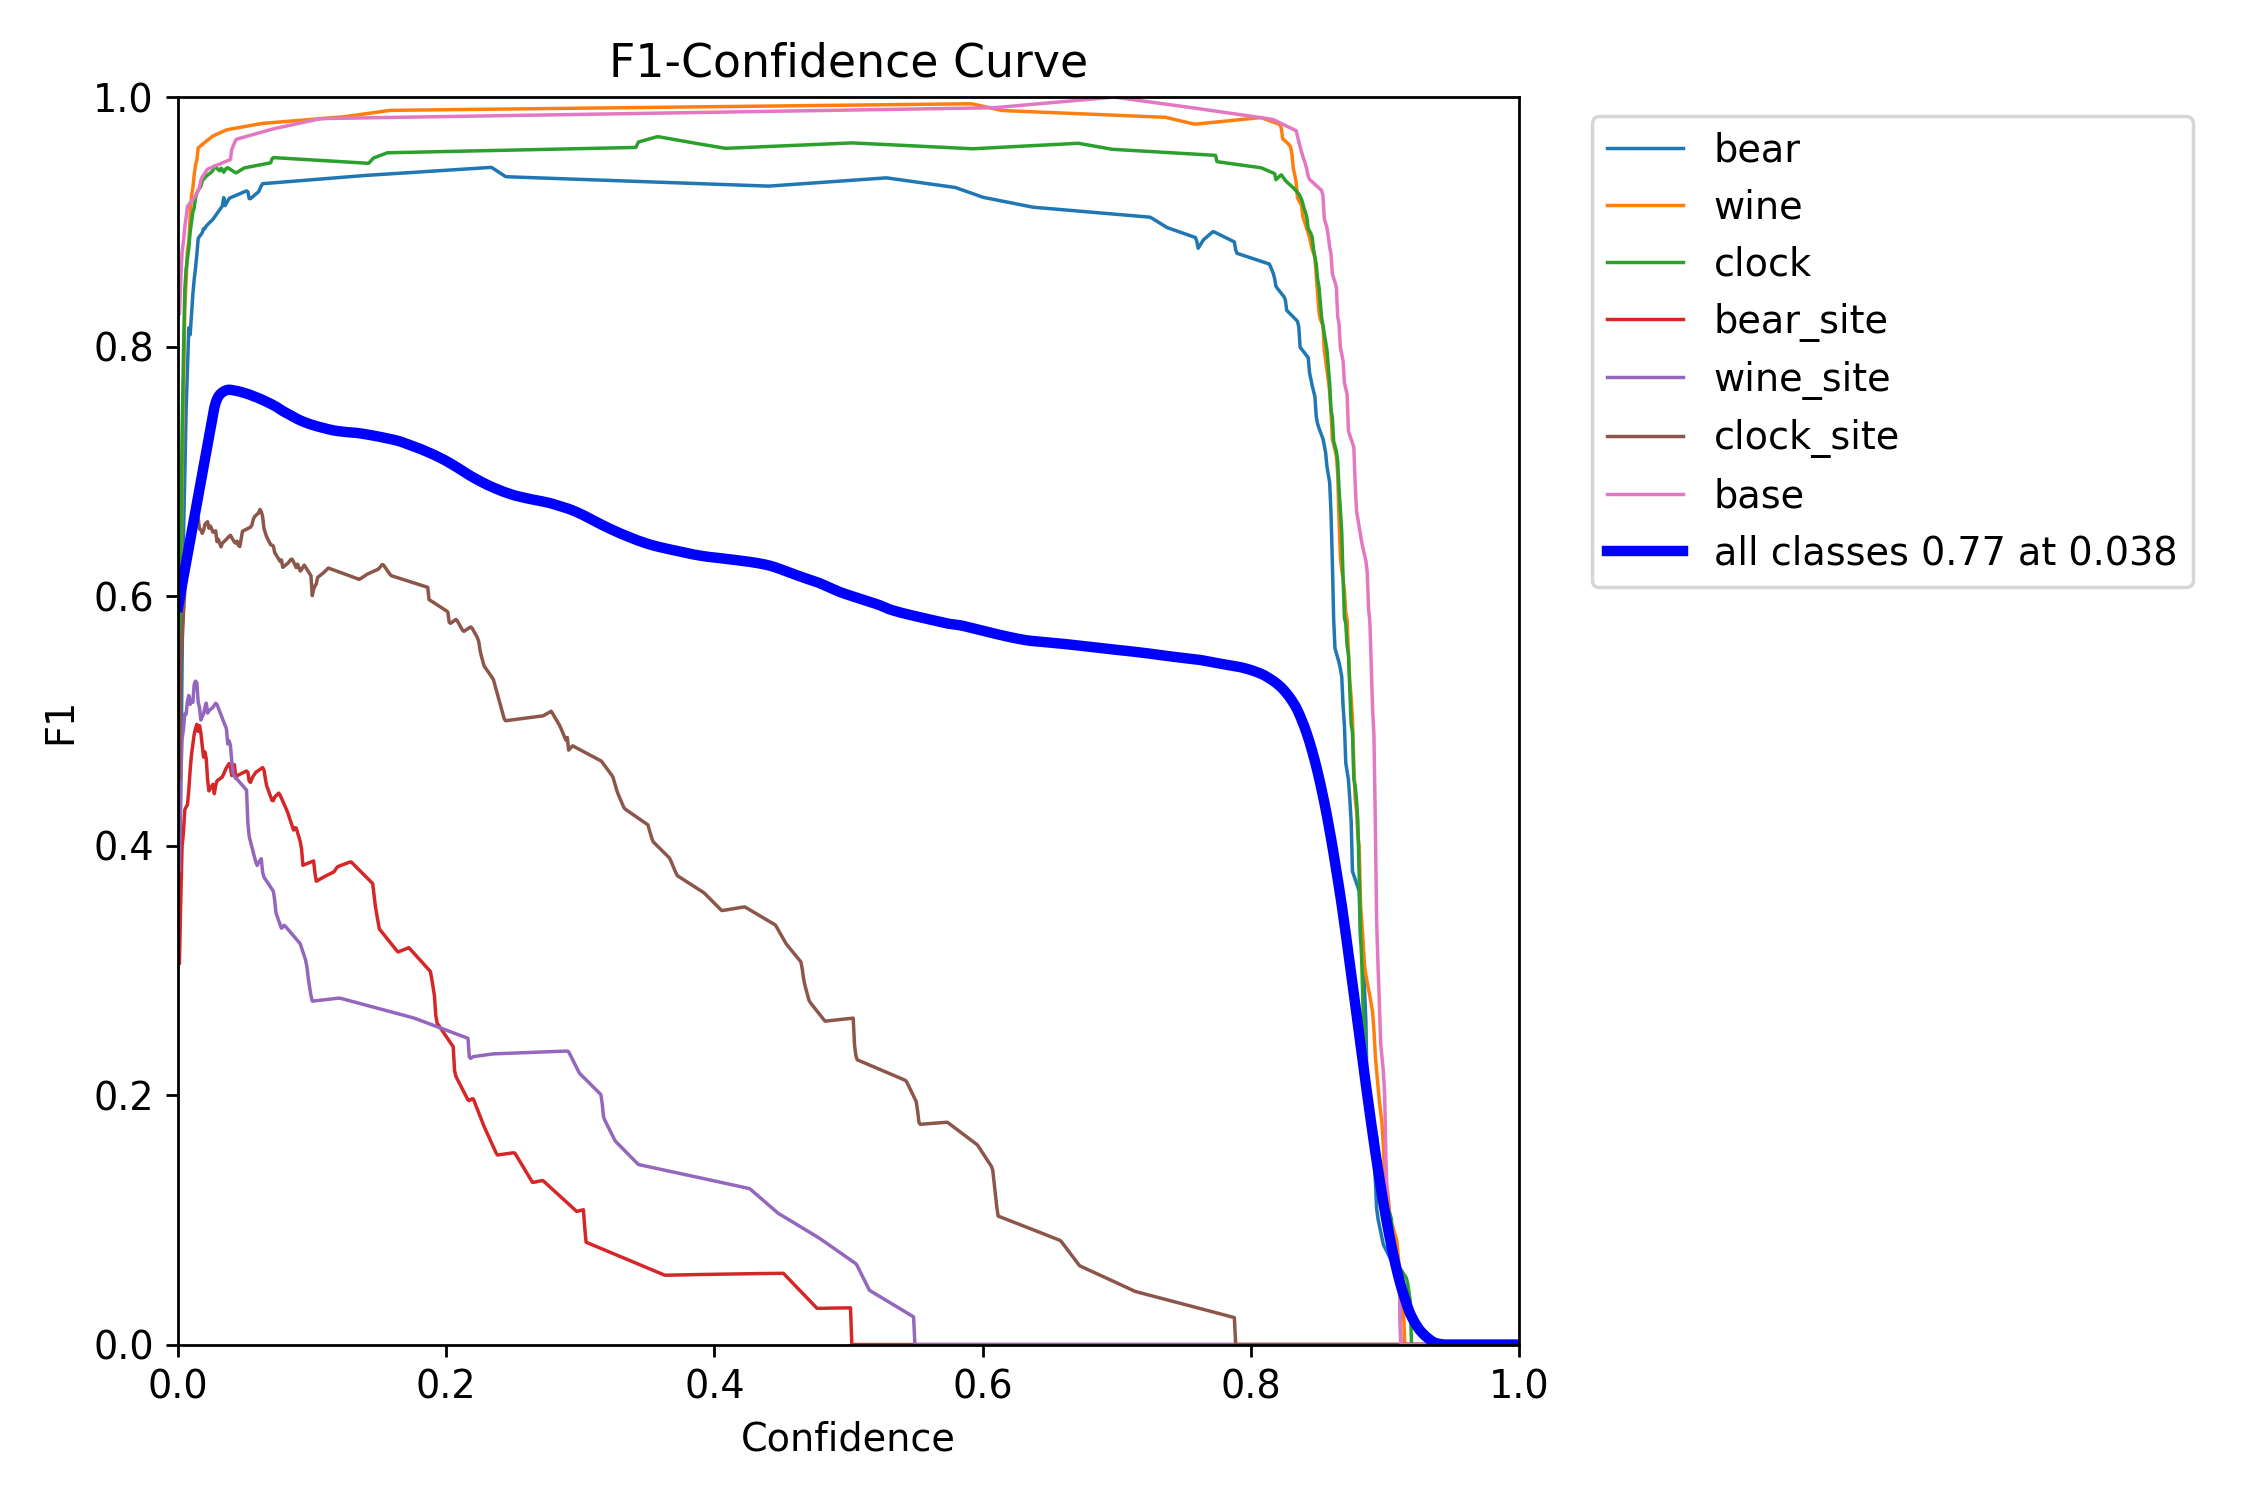 F1-Confidence Curve
1.0
0.8
0.6
0.4
0.2
0.0
F1
0.0 0.2 0.4 0.6 0.8 1.0
Confidence
bear
wine
clock
bear_site
wine_site
clock_site
base
all classes 0.77 at 0.038